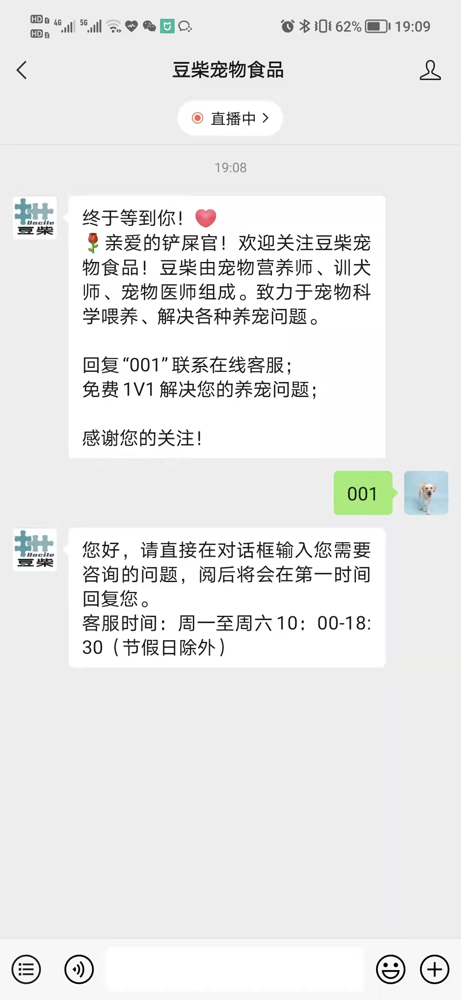 HD 1 4G 5G 62% 19:09
HD 2
豆柴宠物食品
直播中
19:08
Docile
豆柴
终于等到你！
亲爱的铲屎官！欢迎关注豆柴宠
物食品！豆柴由宠物营养师、训犬
师、宠物医师组成。致力于宠物科
学喂养、解决各种养宠问题。
回复“001”联系在线客服；
免费1V1解决您的养宠问题；
感谢您的关注！
001
Docile
豆柴
您好，请直接在对话框输入您需要
咨询的问题，阅后将会在第一时间
回复您。
客服时间：周一至周六10：00-18:
30（节假日除外）